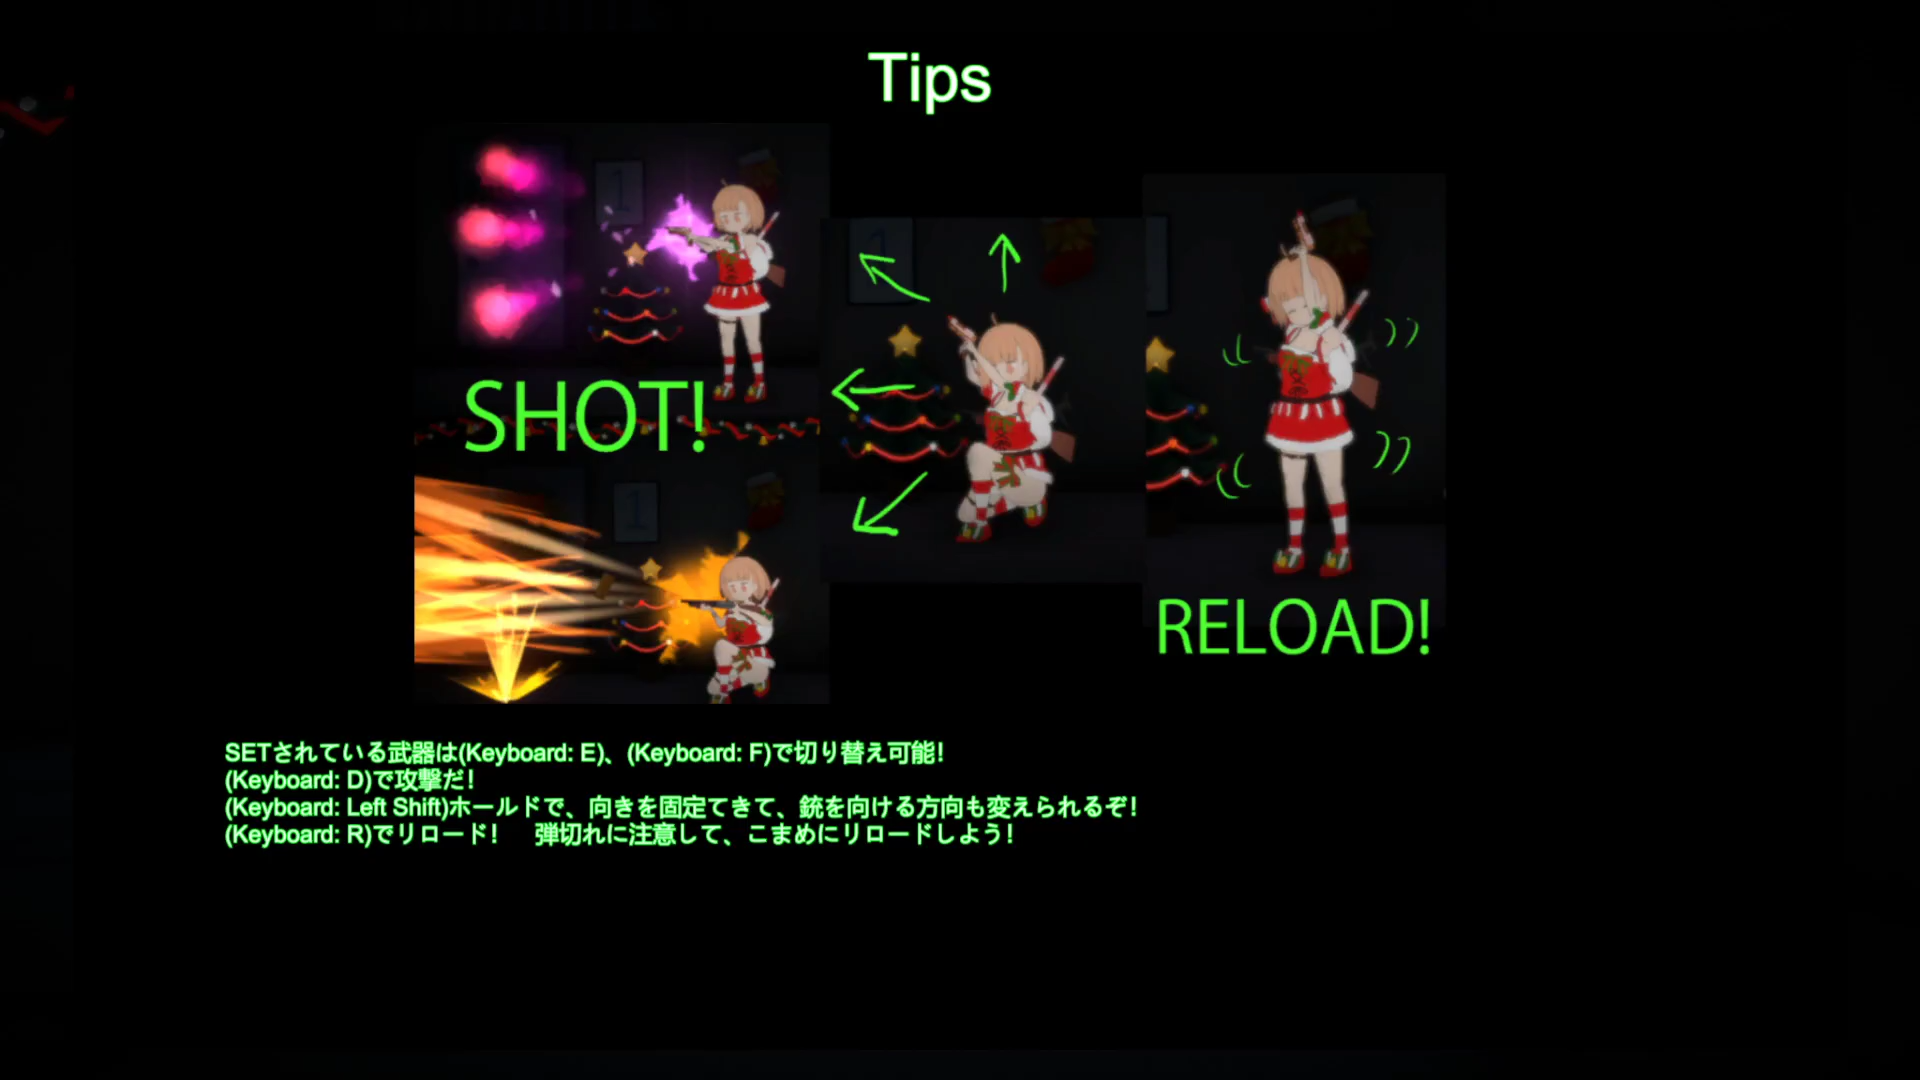 Tips
1
SHOT!
1
1
RELOAD!
SETされている武器は(Keyboard: E)、(Keyboard: F)で切り替え可能!
(Keyboard: D)で攻撃だ!
(Keyboard: Left Shift)ホールドで、向きを固定てきて、銃を向ける方向も変えられるぞ!
(Keyboard: R)でリロード!　弾切れに注意して、こまめにリロードしよう!